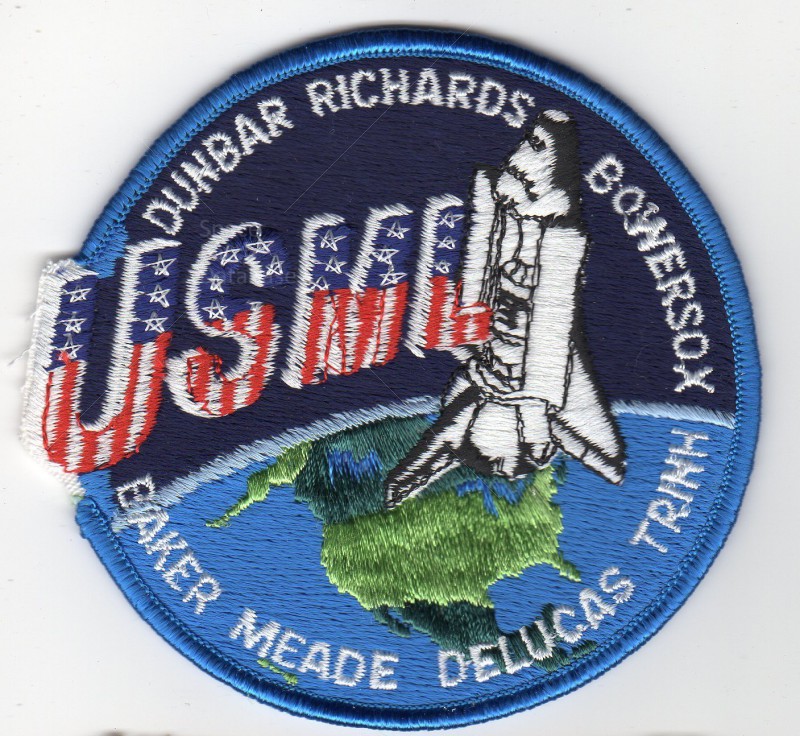 DUNBAR RICHARDS BOWERSOX
USML
BAKER MEADE DELUCAS TRINH